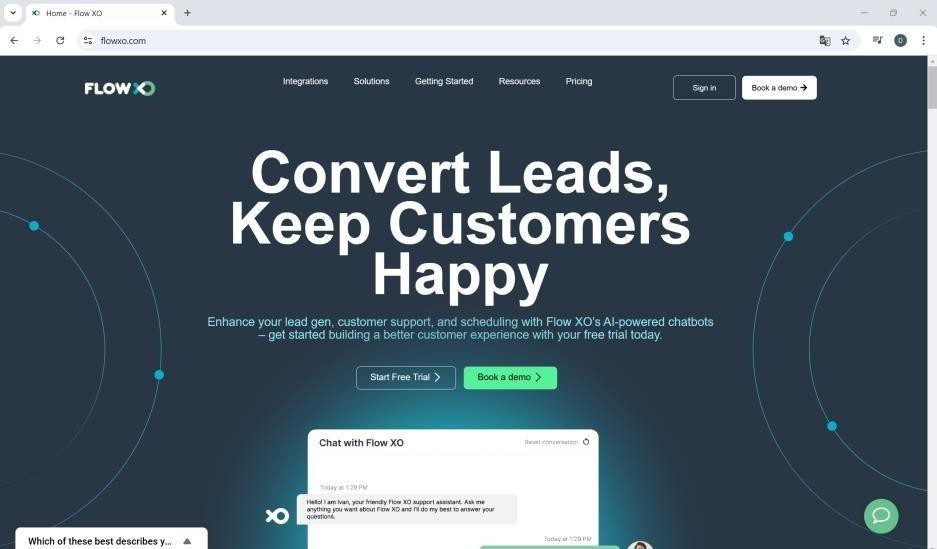 Home - Flow XO
flowxo.com
D
FLOW XO
Integrations
Solutions
Getting Started
Resources
Pricing
Sign in
Book a demo
Convert Leads,
Keep Customers
Happy
Enhance your lead gen, customer support, and scheduling with Flow XO's AI-powered chatbots
– get started building a better customer experience with your free trial today.
Start Free Trial
Book a demo
Chat with Flow XO
Reset conversation
Today at 1:29 PM
Hello! I am Ivan, your friendly Flow XO support assistant. Ask me
anything you want about Flow XO and I'll do my best to answer your
questions.
Today at 1:29 PM
Which of these best describes y...